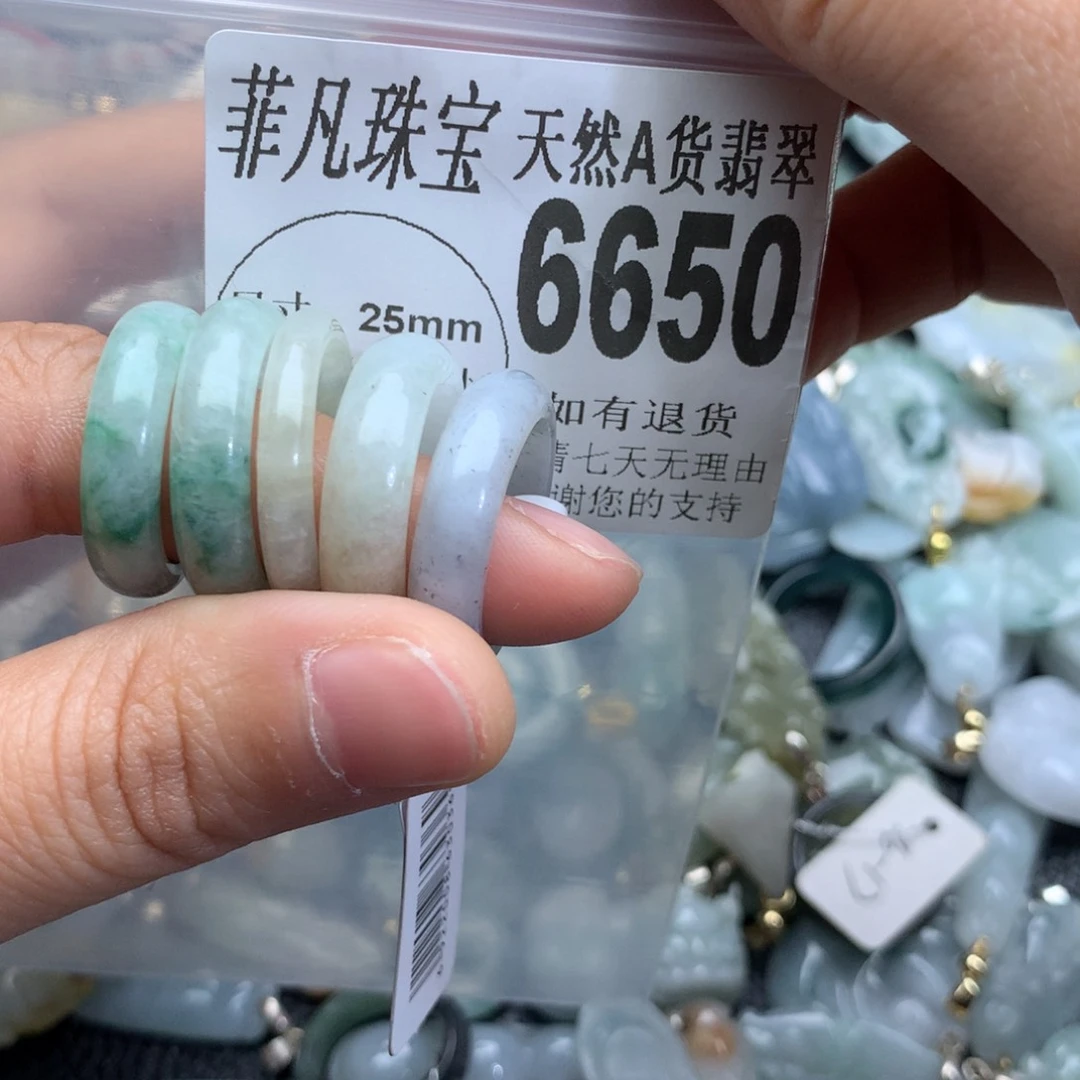 菲凡珠宝 天然A货翡翠
6650
25mm
如有退货
七天无理由
谢您的支持